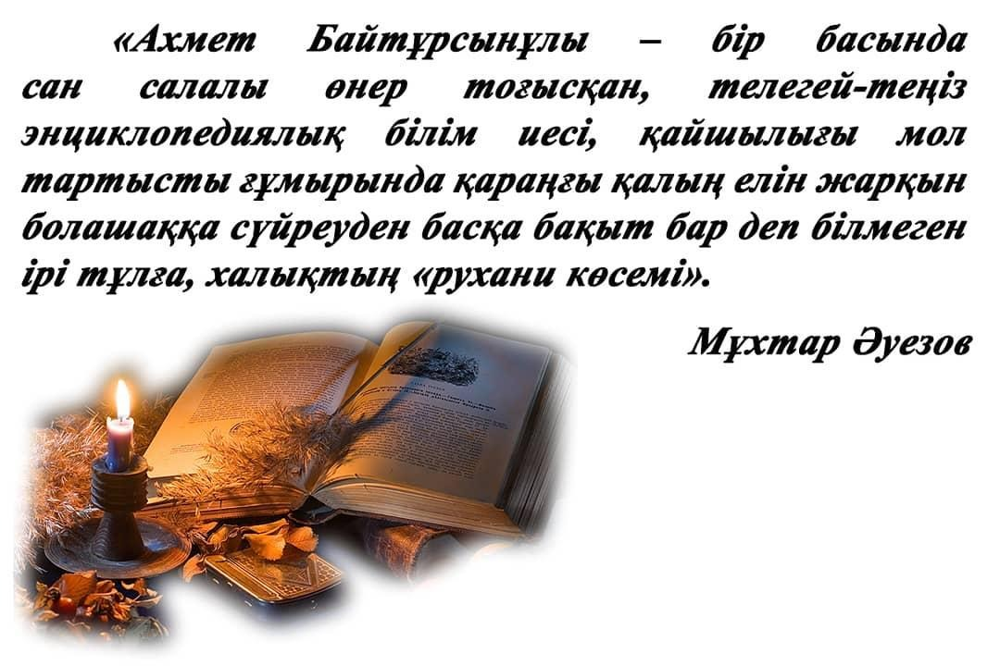 «Ахмет Байтұрсынұлы – бір басында
сан салалы өнер тоғысқан, телегей-теңіз
энциклопедиялық білім иесі, қайшылығы мол
тартысты ғұмырында қараңғы қалың елін жарқын
болашаққа сүйреуден басқа бақыт бар деп білмеген
ірі тұлға, халықтың «рухани көсемі».
Мұхтар Әуезов